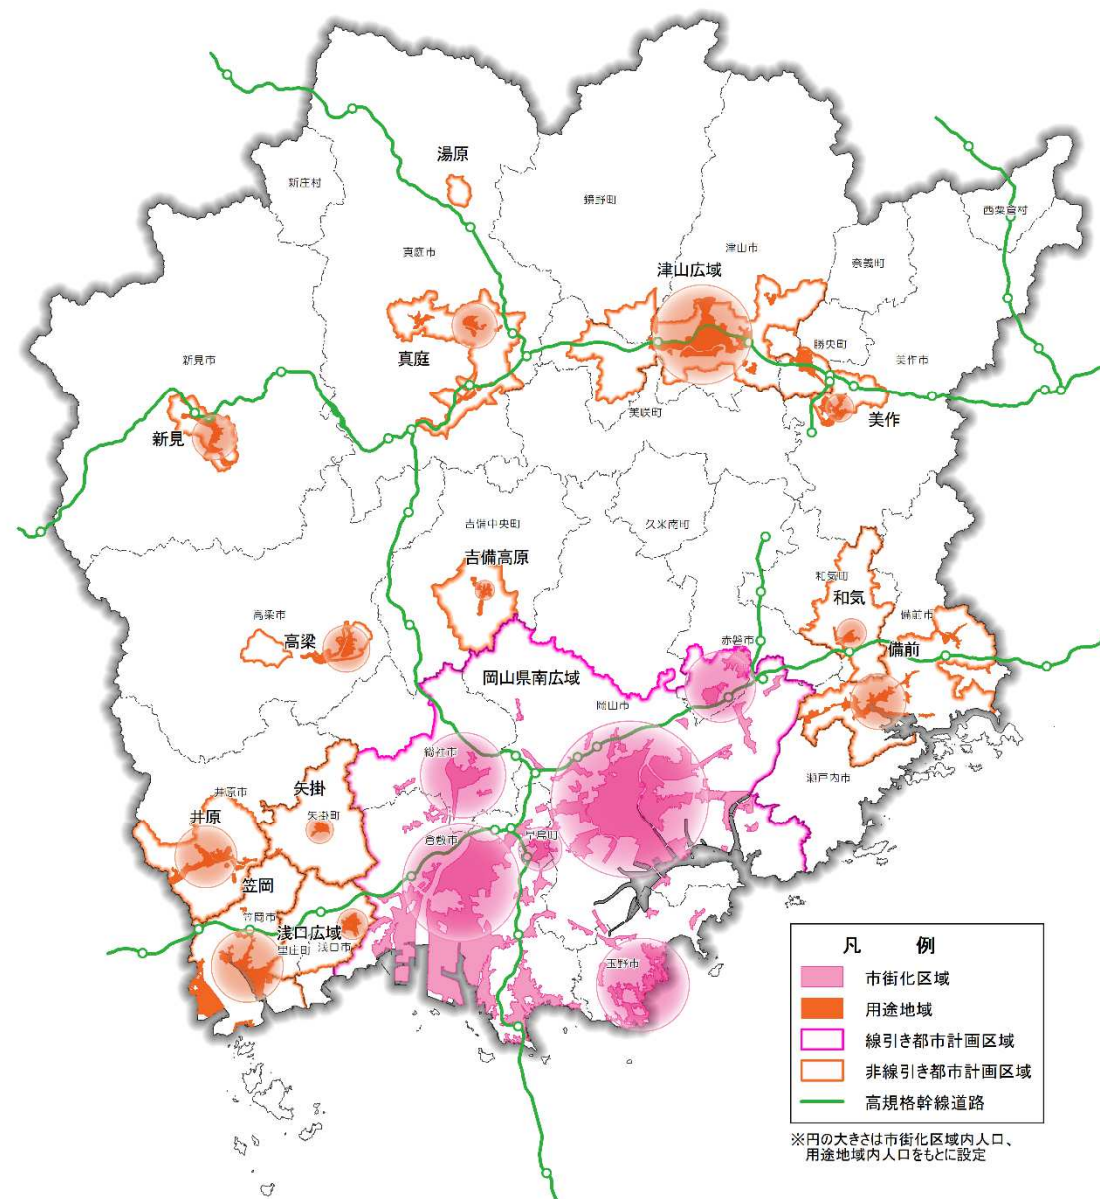 湯原
新庄村
鏡野町
西粟倉村
真庭市
津山市
奈義町
津山広域
新見市
真庭
勝央町
美作市
美咲町
美作
新見
吉備中央町
久米南町
吉備高原
和気町
和気
高梁市
備前市
高梁
赤磐市
備前
岡山県南広域
岡山市
総社市
瀬戸内市
矢掛
井原市
井原
矢掛町
倉敷市
早島町
笠岡
笠岡市
浅口広域
里庄町
浅口市
玉野市
凡 例
市街化区域
用途地域
線引き都市計画区域
非線引き都市計画区域
高規格幹線道路
※円の大きさは市街化区域内人口、
用途地域内人口をもとに設定